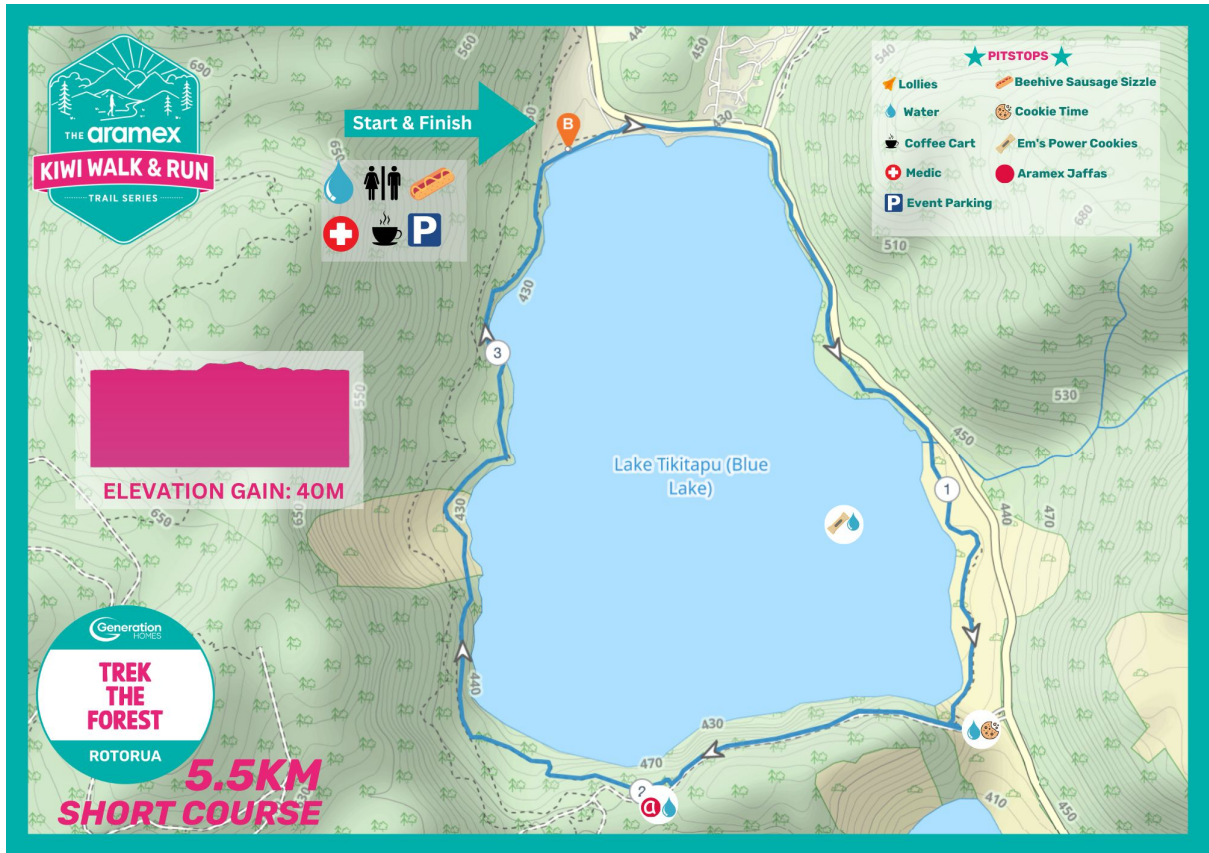 THE aramex
KIWI WALK & RUN
TRAIL SERIES
Start & Finish
B
P
PITSTOPS
Lollies
Beehive Sausage Sizzle
Water
Cookie Time
Coffee Cart
Em's Power Cookies
Medic
Aramex Jaffas
P Event Parking
690
560
440
450
540
430
650
510
680
430
3
550
530
450
Lake Tikitapu (Blue
Lake)
1
440
470
430
650
650
ELEVATION GAIN: 40M
440
430
470
2
a
410
450
Generation
HOMES
TREK
THE
FOREST
ROTORUA
5.5KM
SHORT COURSE